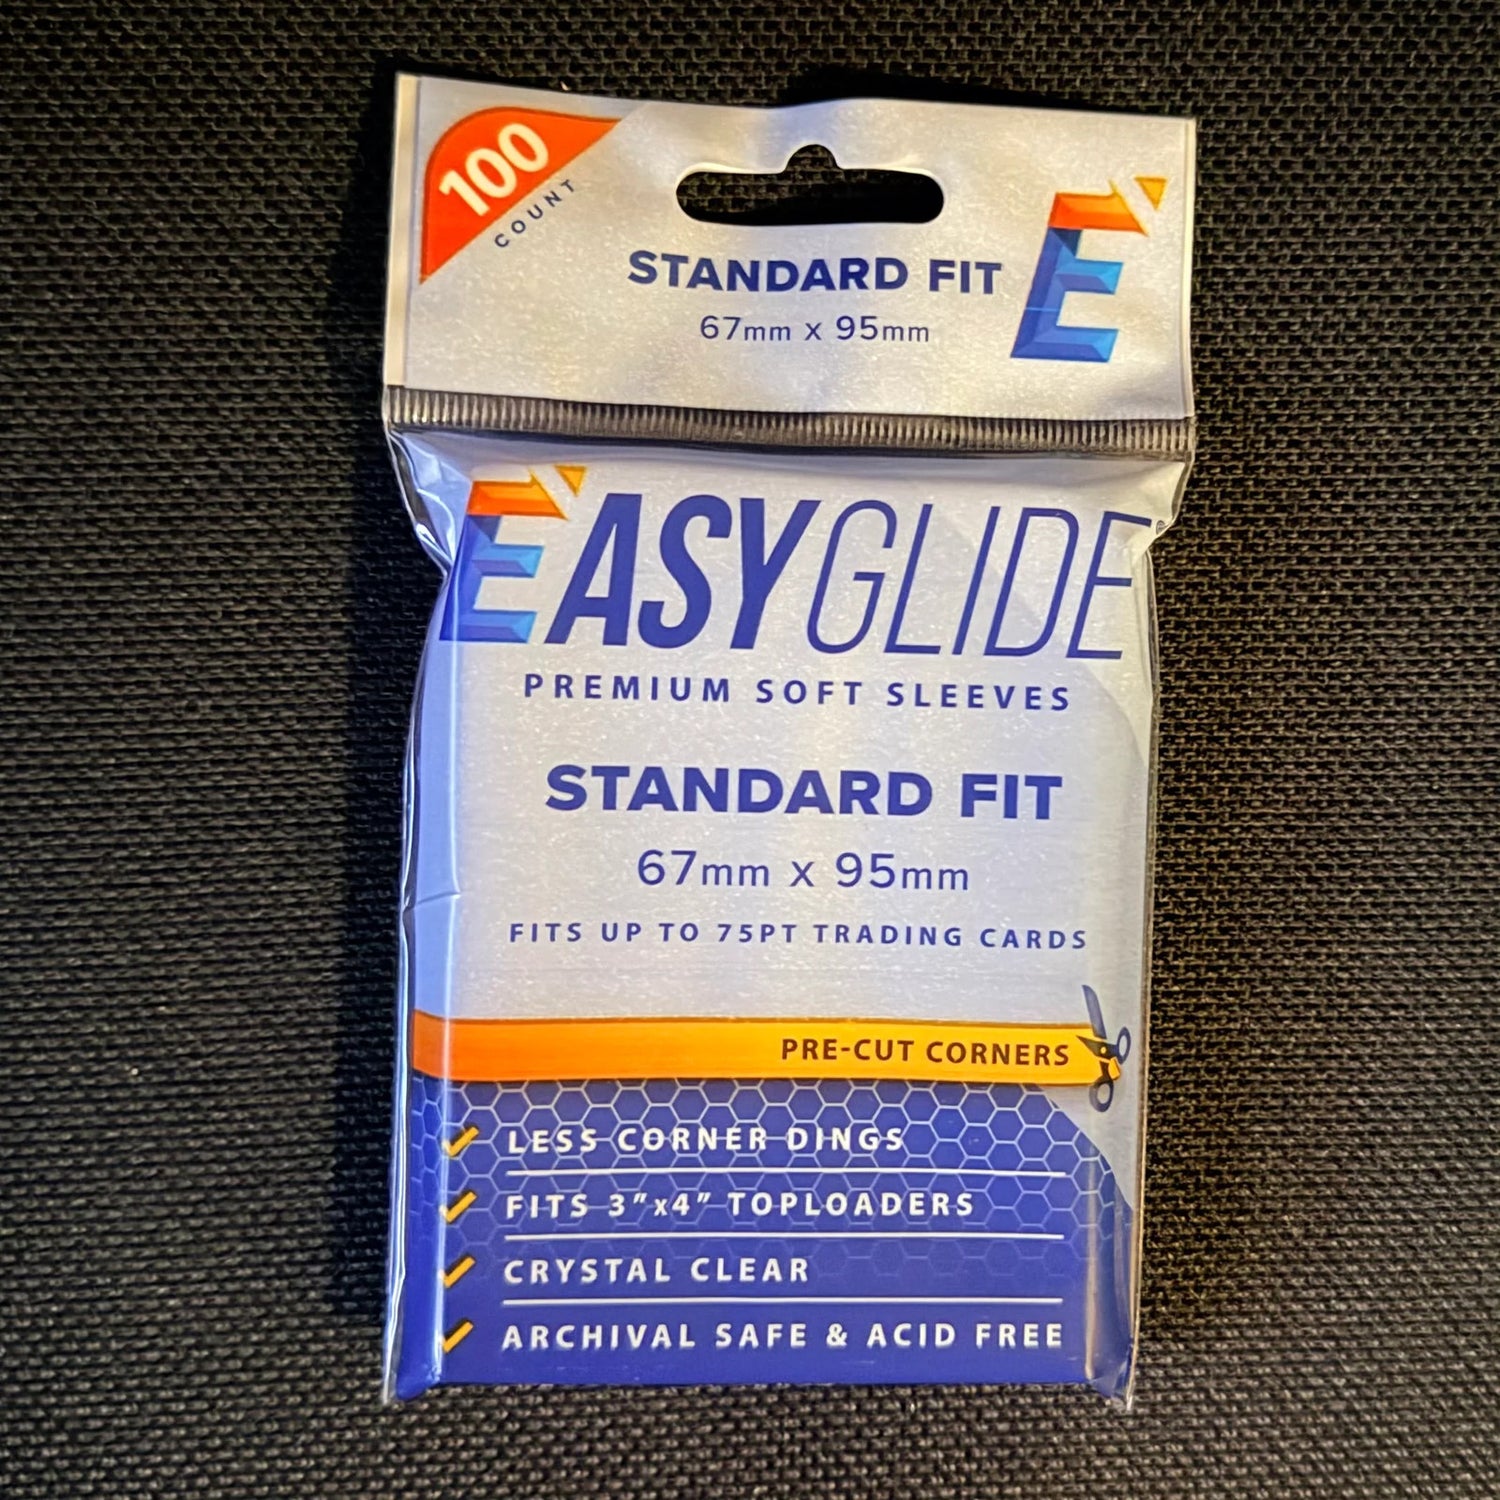 100
COUNT
STANDARD FIT
67mm x 95mm
E
EASYGLIDE®
PREMIUM SOFT SLEEVES
STANDARD FIT
67mm x 95mm
FITS UP TO 75PT TRADING CARDS
PRE-CUT CORNERS
LESS CORNER DINGS
FITS 3"x4" TOPLOADERS
CRYSTAL CLEAR
ARCHIVAL SAFE & ACID FREE